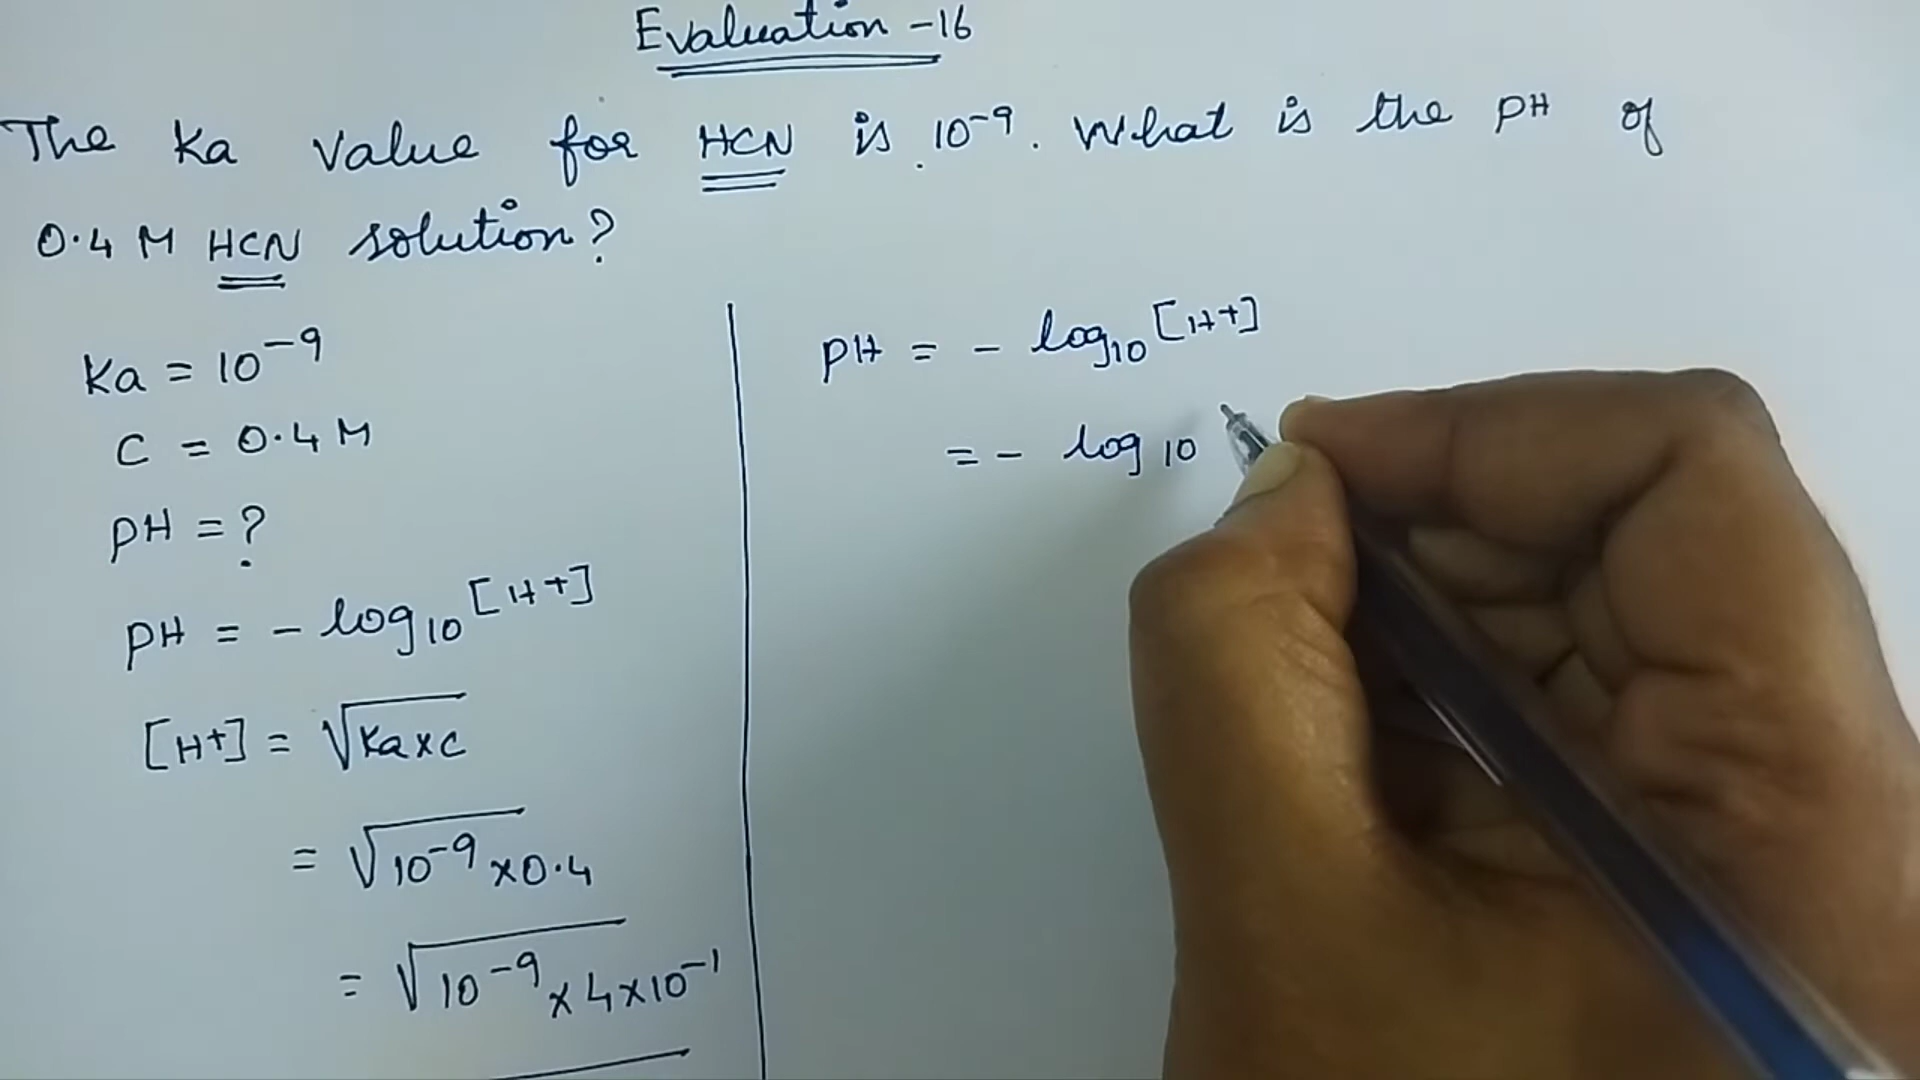 Evaluation -16
The Ka value for HCN is 10⁻⁹. What is the pH of
0.4 M HCN solution?
Ka = 10⁻⁹
C = 0.4 M
pH = ?
pH = - log₁₀ [H+]
[H+] = √Ka×C
= √10⁻⁹×0.4
= √10⁻⁹×4×10⁻¹
pH = - log₁₀ [H+]
= - log 10